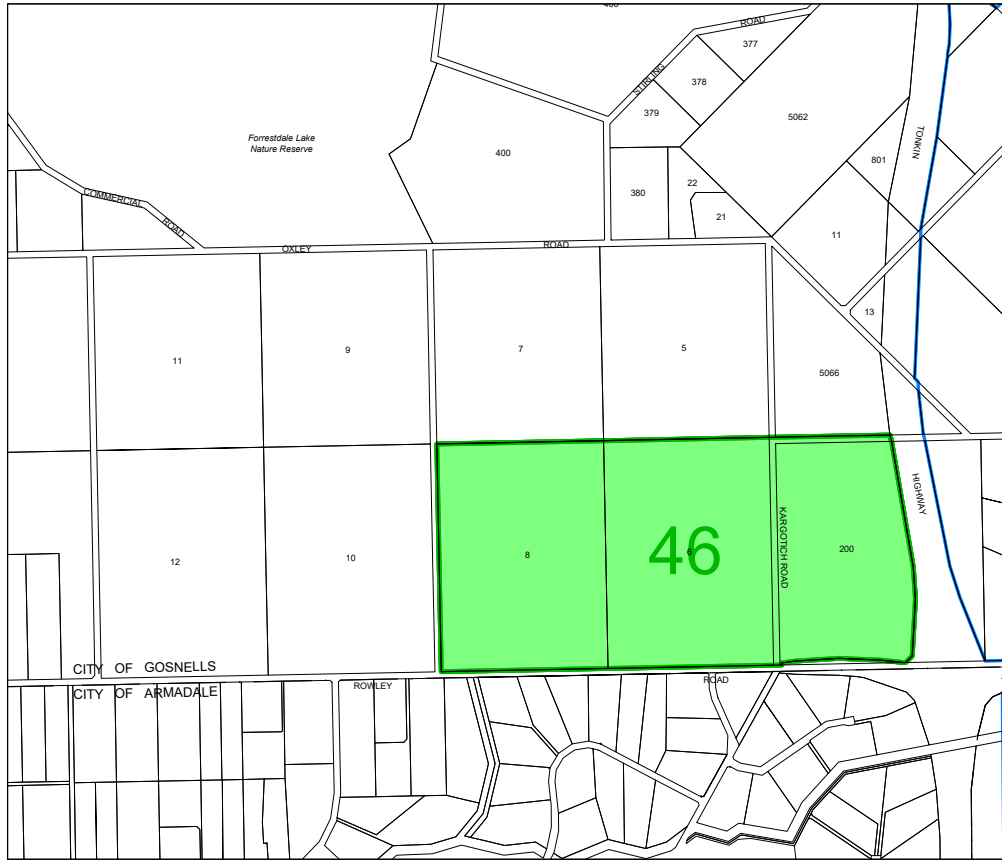 ROAD
377
STIRLING
378
379
5062
TONKIN
Forrestdale Lake
Nature Reserve
400
801
22
380
21
COMMERCIAL
ROAD
11
OXLEY
ROAD
13
11
9
7
5
5066
HIGHWAY
KARGOTICH ROAD
12
10
8
46
6
200
CITY OF GOSNELLS
CITY OF ARMADALE
ROWLEY
ROAD